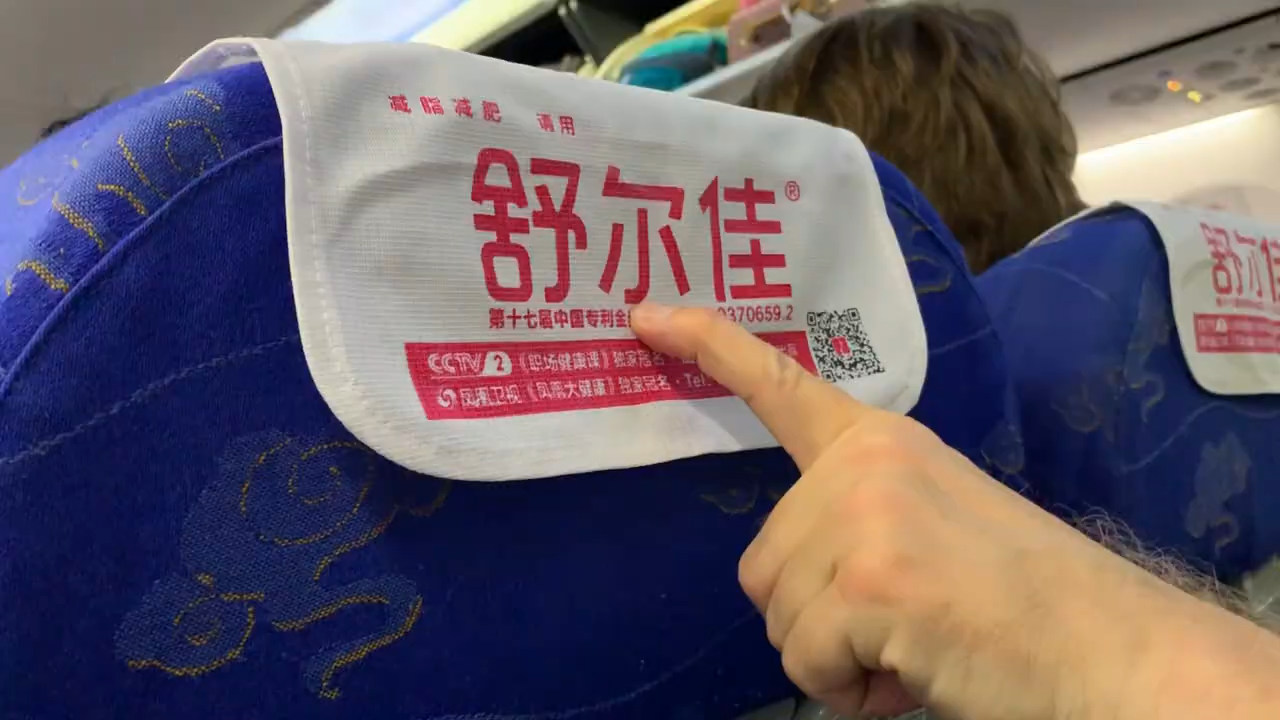 减脂减肥 请用
舒尔佳®
第十七届中国专利金 0370659.2
CCTV 2《职场健康课》独家冠名·
凤凰卫视《凤凰大健康》独家冠名·Tel:
舒尔佳